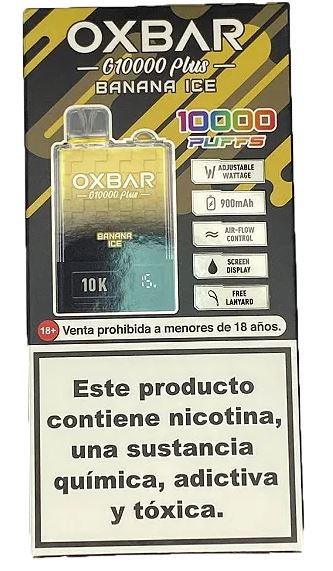 OXBAR
G10000 Plus
BANANA ICE
10000
PUFFS
OXBAR
G10000 Plus
BANANA
ICE
10K
15.
W ADJUSTABLE
WATTAGE
900mAh
AIR-FLOW
CONTROL
SCREEN
DISPLAY
FREE
LANYARD
18+ Venta prohibida a menores de 18 años.
Este producto
contiene nicotina,
una sustancia
química, adictiva
y tóxica.